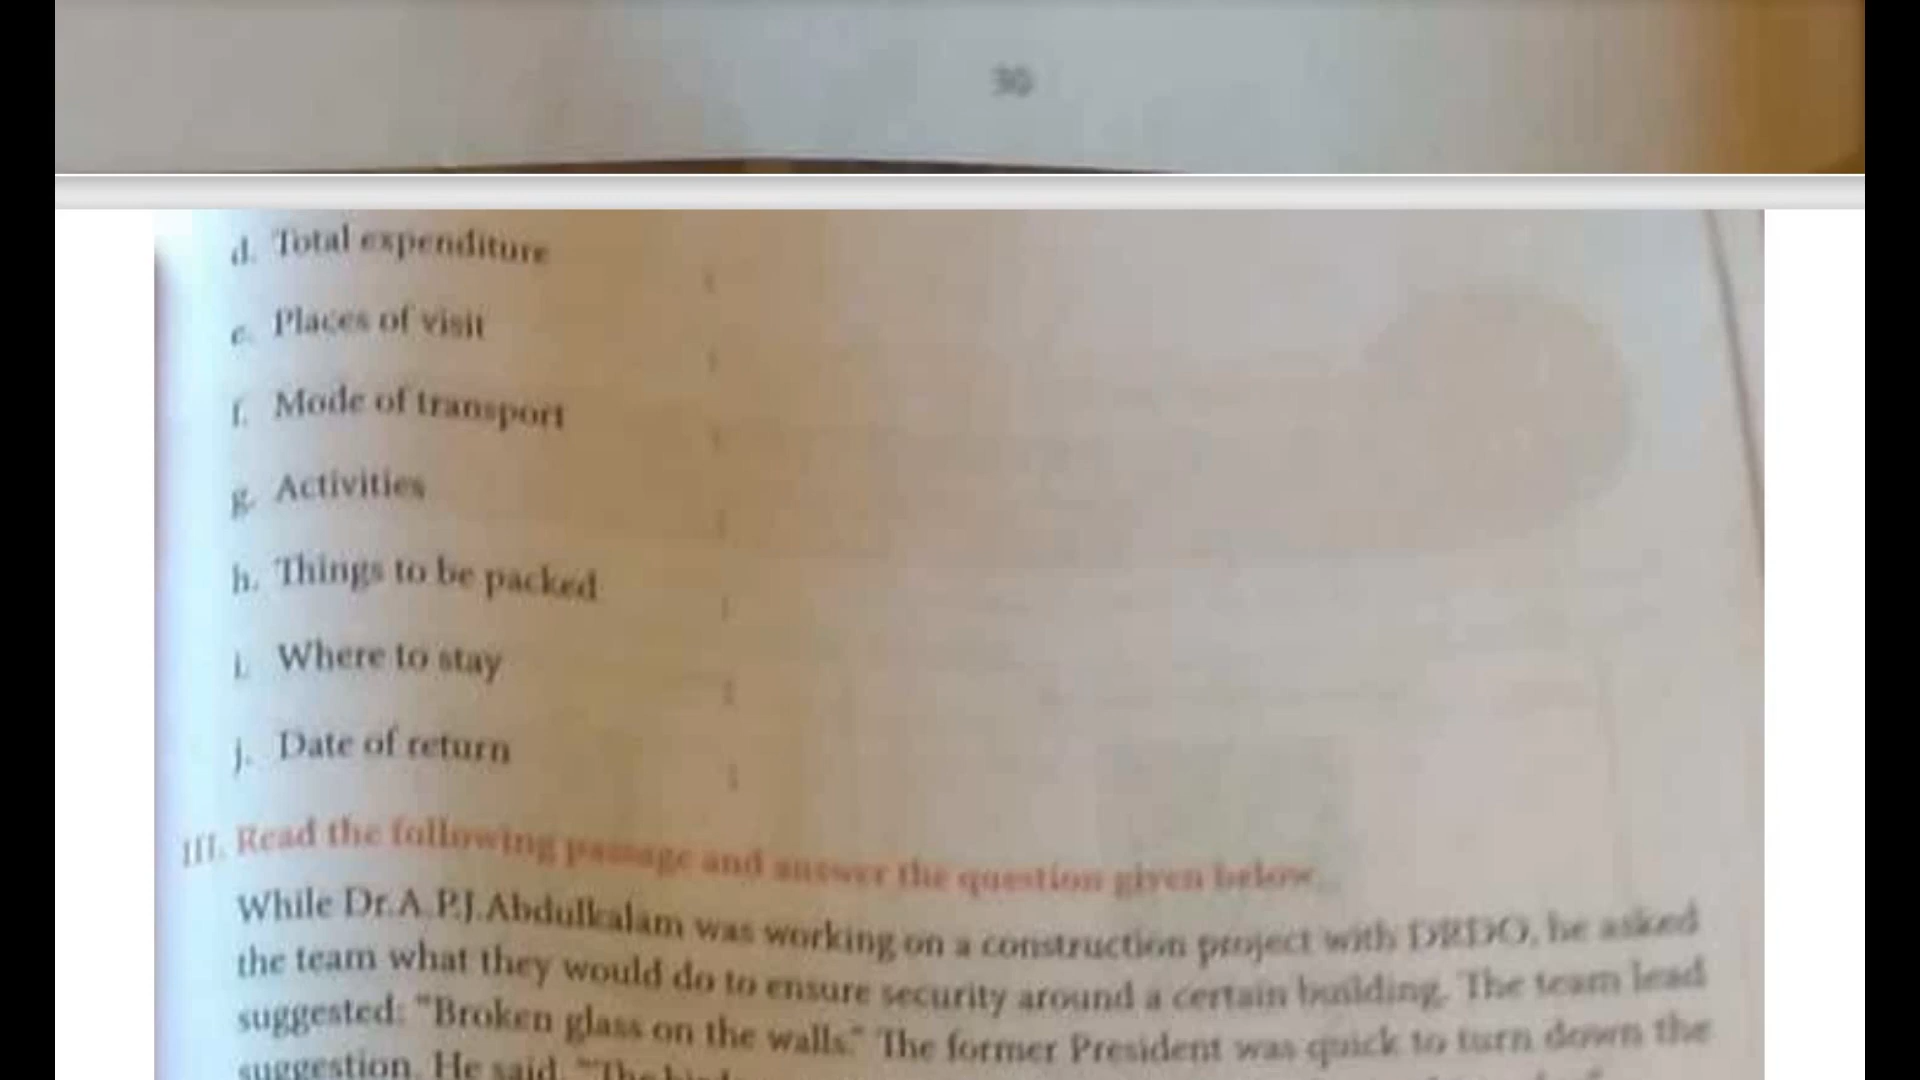 30
d. Total expenditure :
e. Places of visit :
f. Mode of transport :
g. Activities :
h. Things to be packed :
i. Where to stay :
j. Date of return :
III. Read the following passage and answer the question given below.
While Dr.A.P.J.Abdulkalam was working on a construction project with DRDO, he asked
the team what they would do to ensure security around a certain building. The team lead
suggested: "Broken glass on the walls." The former President was quick to turn down the
suggestion. He said, "The